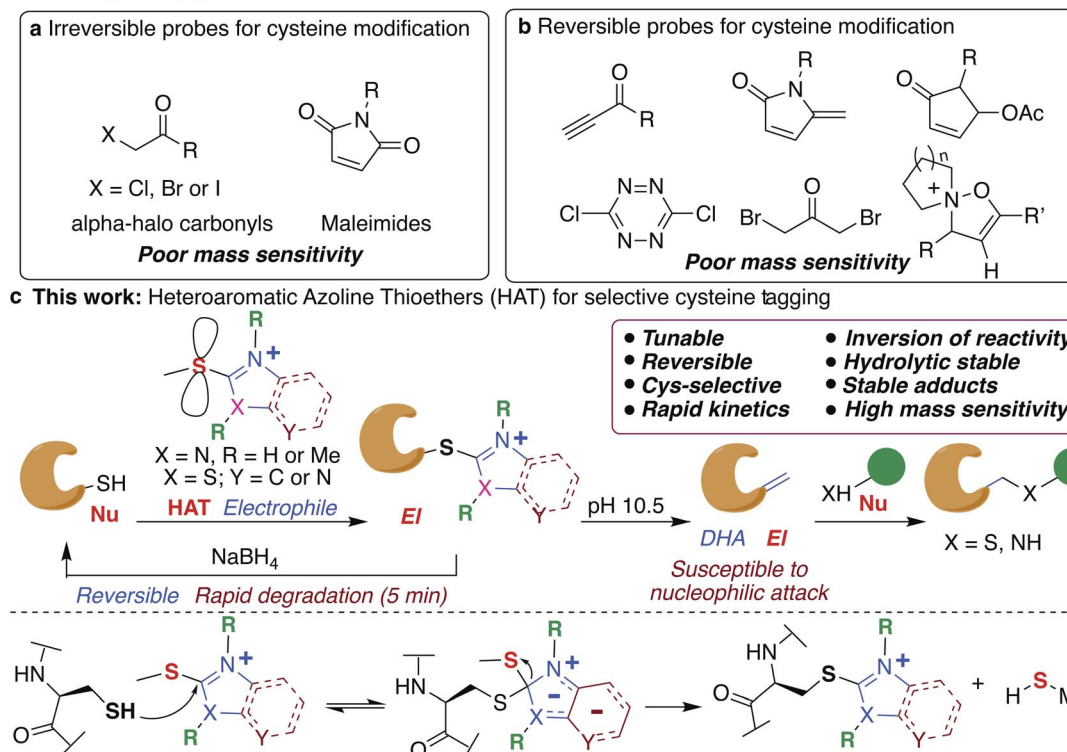 a Irreversible probes for cysteine modification
O
X
R
X = Cl, Br or I
alpha-halo carbonyls
R
N
O
O
Maleimides
Poor mass sensitivity
b Reversible probes for cysteine modification
O
R
R
O
N
R
O
OAc
N N
Cl
Cl
N N
O
Br
Br
( ) n
+
N O
R'
R
H
Poor mass sensitivity
c This work: Heteroaromatic Azoline Thioethers (HAT) for selective cysteine tagging
• Tunable
• Reversible
• Cys-selective
• Rapid kinetics
• Inversion of reactivity
• Hydrolytic stable
• Stable adducts
• High mass sensitivity
R
S
N +
X
R
Y
X = N, R = H or Me
X = S; Y = C or N
SH
Nu
HAT Electrophile
NaBH4
Reversible Rapid degradation (5 min)
R
S
N +
X
R
Y
El
pH 10.5
DHA El
Susceptible to
nucleophilic attack
XH
Nu
X
X = S, NH
HN
O
SH
R
S
N +
X
R
Y
HN
O
S
S
R
N +
–
–
X
R
Y
HN
O
S
R
N +
X
R
Y
+
H S